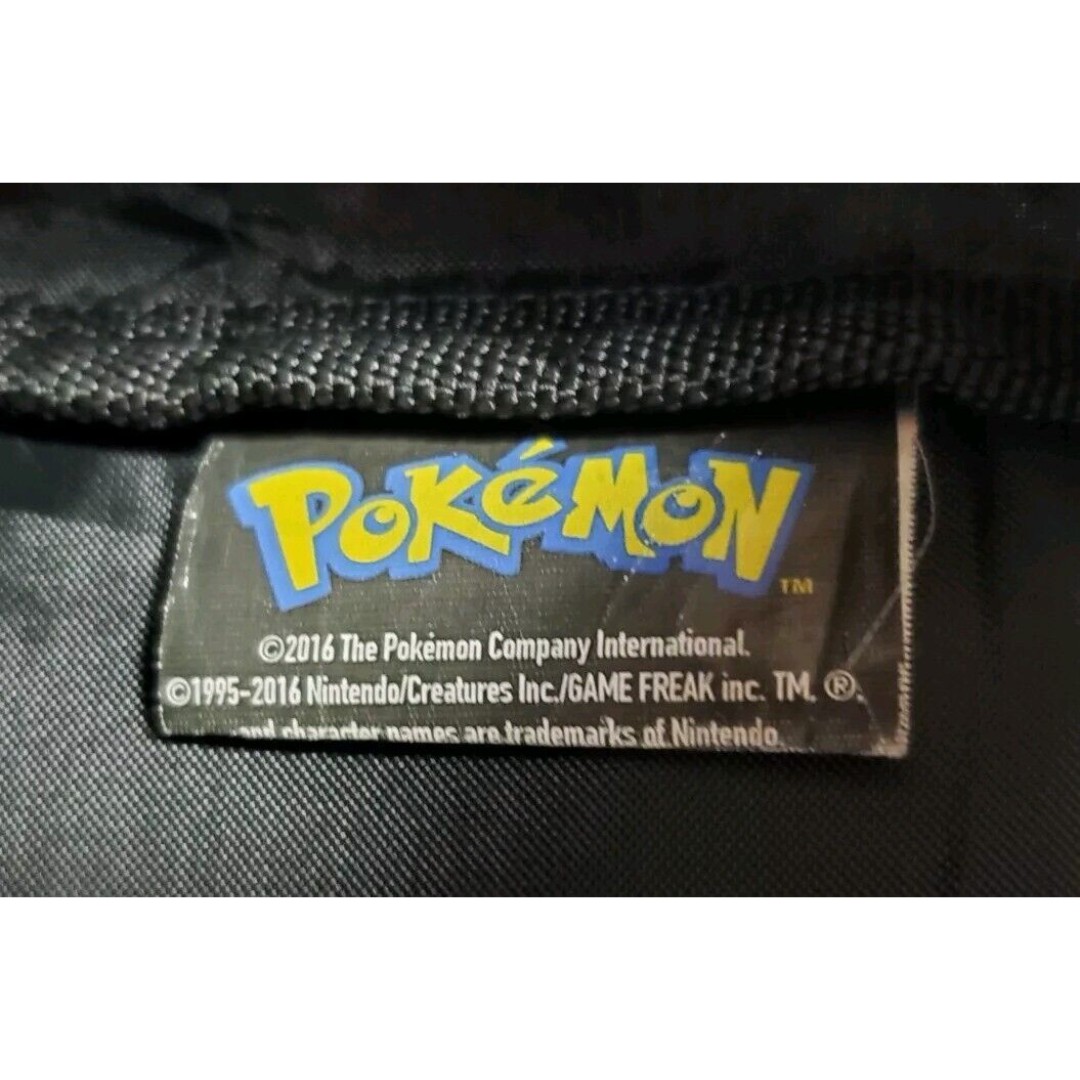 POKéMON
TM
©2016 The Pokémon Company International.
©1995-2016 Nintendo/Creatures Inc./GAME FREAK inc. TM, ®,
and character names are trademarks of Nintendo.